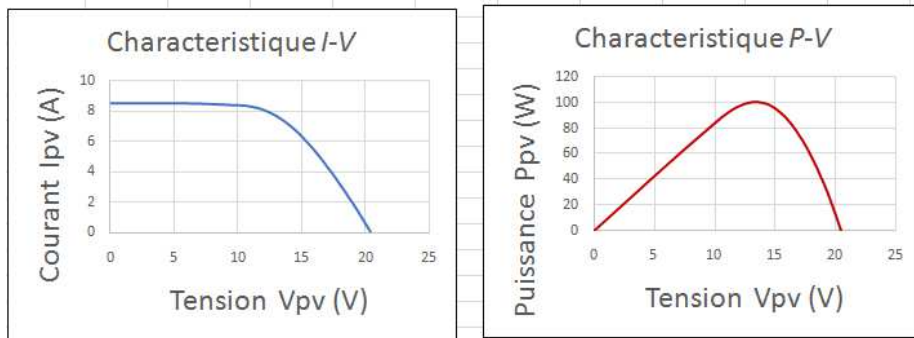 Characteristique I-V
Courant Ipv (A)
10
8
6
4
2
0
0 5 10 15 20 25
Tension Vpv (V)
Characteristique P-V
Puissance Ppv (W)
120
100
80
60
40
20
0
0 5 10 15 20 25
Tension Vpv (V)